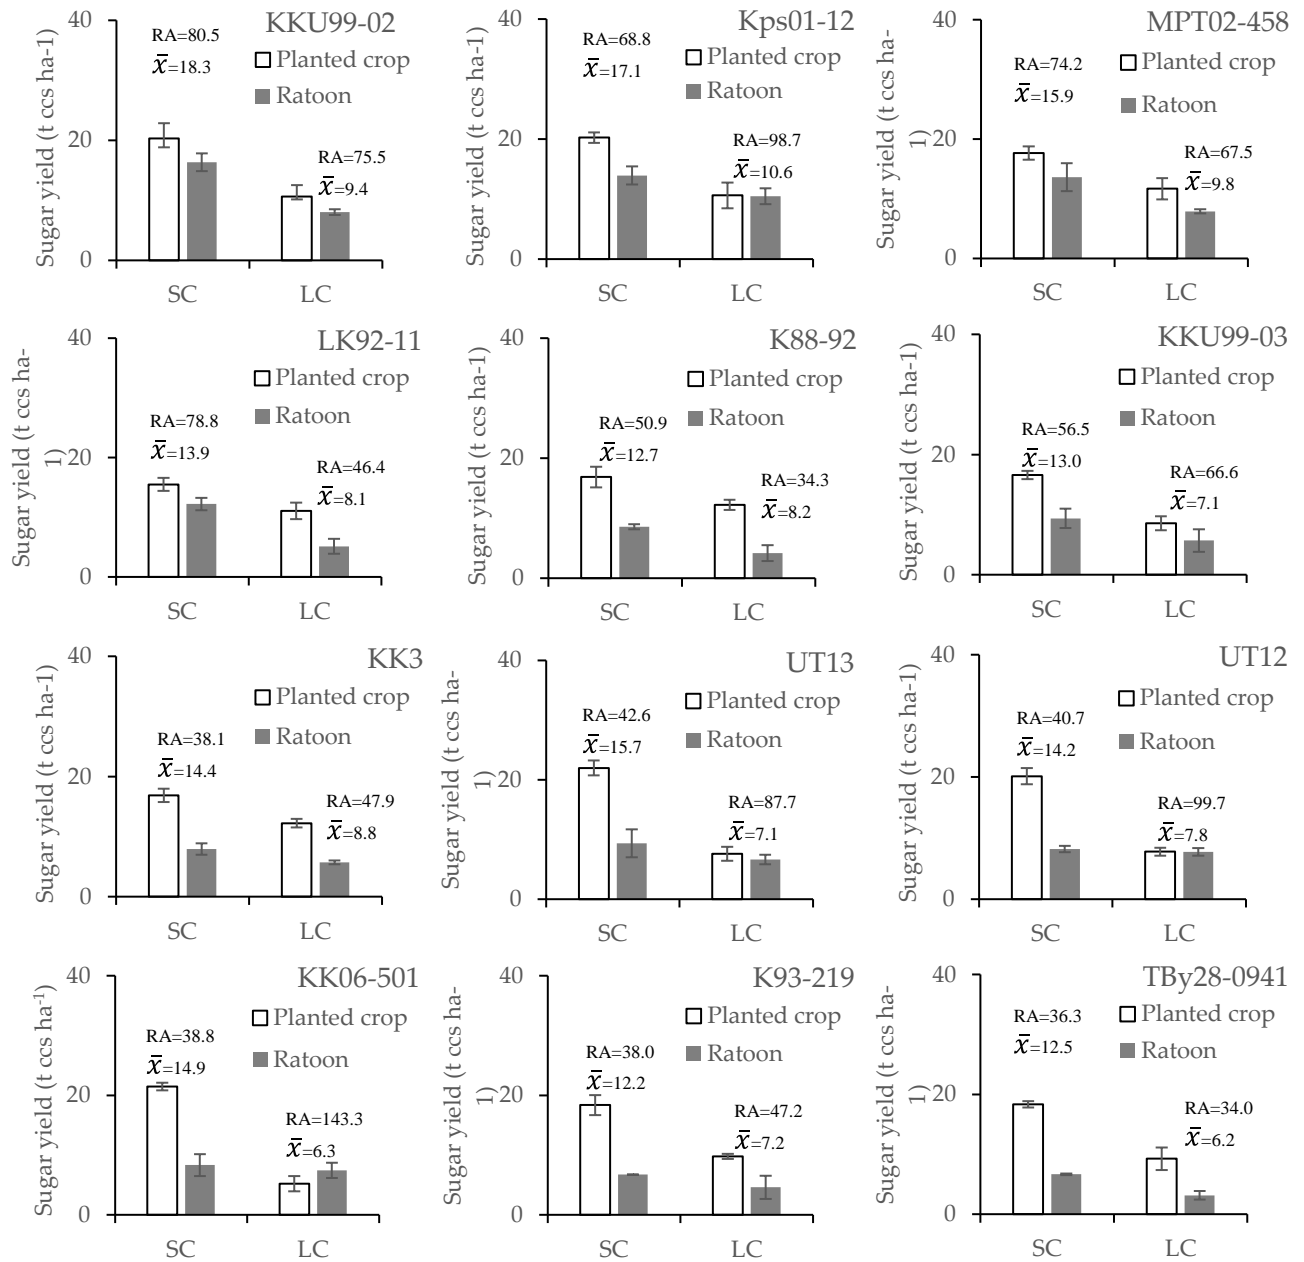 KKU99-02
Sugar yield (t ccs ha-1)
40
20
0
RA=80.5
x̄=18.3
Planted crop
Ratoon
RA=75.5
x̄=9.4
SC
LC
Kps01-12
Sugar yield (t ccs ha-1)
40
20
0
RA=68.8
x̄=17.1
Planted crop
Ratoon
RA=98.7
x̄=10.6
SC
LC
MPT02-458
Sugar yield (t ccs ha-
1)
40
20
0
RA=74.2
x̄=15.9
Planted crop
Ratoon
RA=67.5
x̄=9.8
SC
LC
LK92-11
Sugar yield (t ccs ha-
1)
40
20
0
RA=78.8
x̄=13.9
Planted crop
Ratoon
RA=46.4
x̄=8.1
SC
LC
K88-92
Sugar yield (t ccs ha-1)
40
20
0
RA=50.9
x̄=12.7
Planted crop
Ratoon
RA=34.3
x̄=8.2
SC
LC
KKU99-03
Sugar yield (t ccs ha-1)
40
20
0
RA=56.5
x̄=13.0
Planted crop
Ratoon
RA=66.6
x̄=7.1
SC
LC
KK3
Sugar yield (t ccs ha-1)
40
20
0
RA=38.1
x̄=14.4
Planted crop
Ratoon
RA=47.9
x̄=8.8
SC
LC
UT13
Sugar yield (t ccs ha-
1)
40
20
0
RA=42.6
x̄=15.7
Planted crop
Ratoon
RA=87.7
x̄=7.1
SC
LC
UT12
Sugar yield (t ccs ha-1)
40
20
0
RA=40.7
x̄=14.2
Planted crop
Ratoon
RA=99.7
x̄=7.8
SC
LC
KK06-501
Sugar yield (t ccs ha⁻¹)
40
20
0
RA=38.8
x̄=14.9
Planted crop
Ratoon
RA=143.3
x̄=6.3
SC
LC
K93-219
Sugar yield (t ccs ha-
1)
40
20
0
RA=38.0
x̄=12.2
Planted crop
Ratoon
RA=47.2
x̄=7.2
SC
LC
TBy28-0941
Sugar yield (t ccs ha-
1)
40
20
0
RA=36.3
x̄=12.5
Planted crop
Ratoon
RA=34.0
x̄=6.2
SC
LC